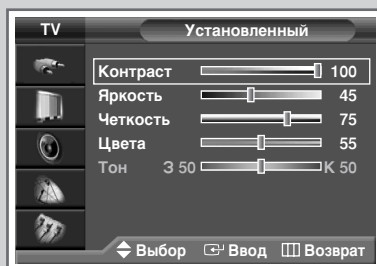 TV Установленный
Контраст 100
Яркость 45
Четкость 75
Цвета 55
Тон З 50 К 50
Выбор Ввод Возврат